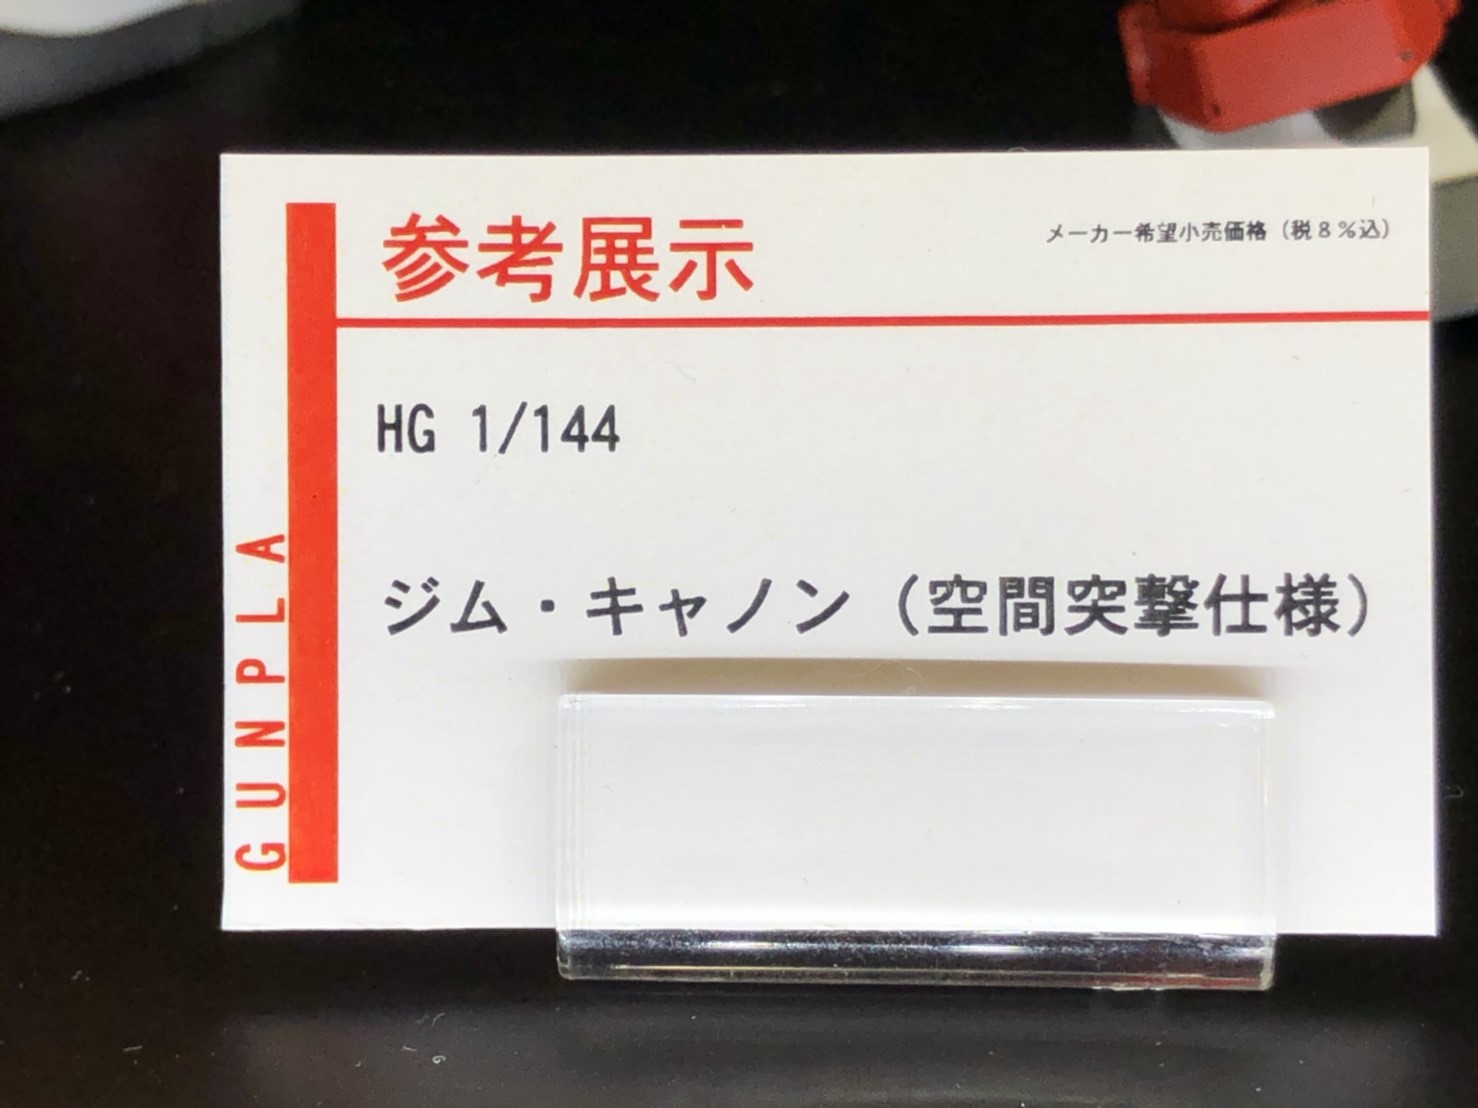 参考展示
メーカー希望小売価格（税８％込）
HG 1/144
ジム・キャノン（空間突撃仕様）
GUNPLA